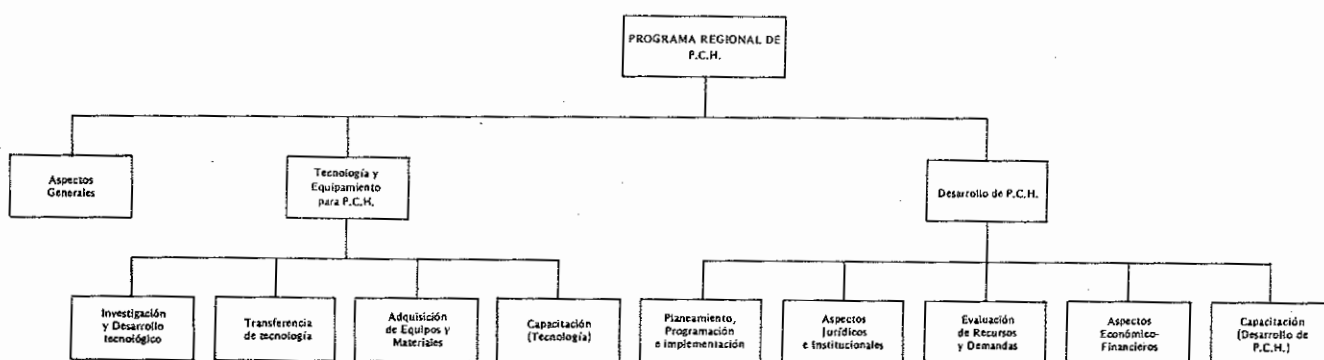 PROGRAMA REGIONAL DE
P.C.H.
Aspectos
Generales
Tecnología y
Equipamiento
para P.C.H.
Desarrollo de P.C.H.
Investigación
y Desarrollo
tecnológico
Transferencia
de tecnología
Adquisición
de Equipos y
Materiales
Capacitación
(Tecnología)
Planeamiento,
Programación
e implementación
Aspectos
Jurídicos
e Institucionales
Evaluación
de Recursos
y Demandas
Aspectos
Económico-
Financieros
Capacitación
(Desarrollo de
P.C.H.)